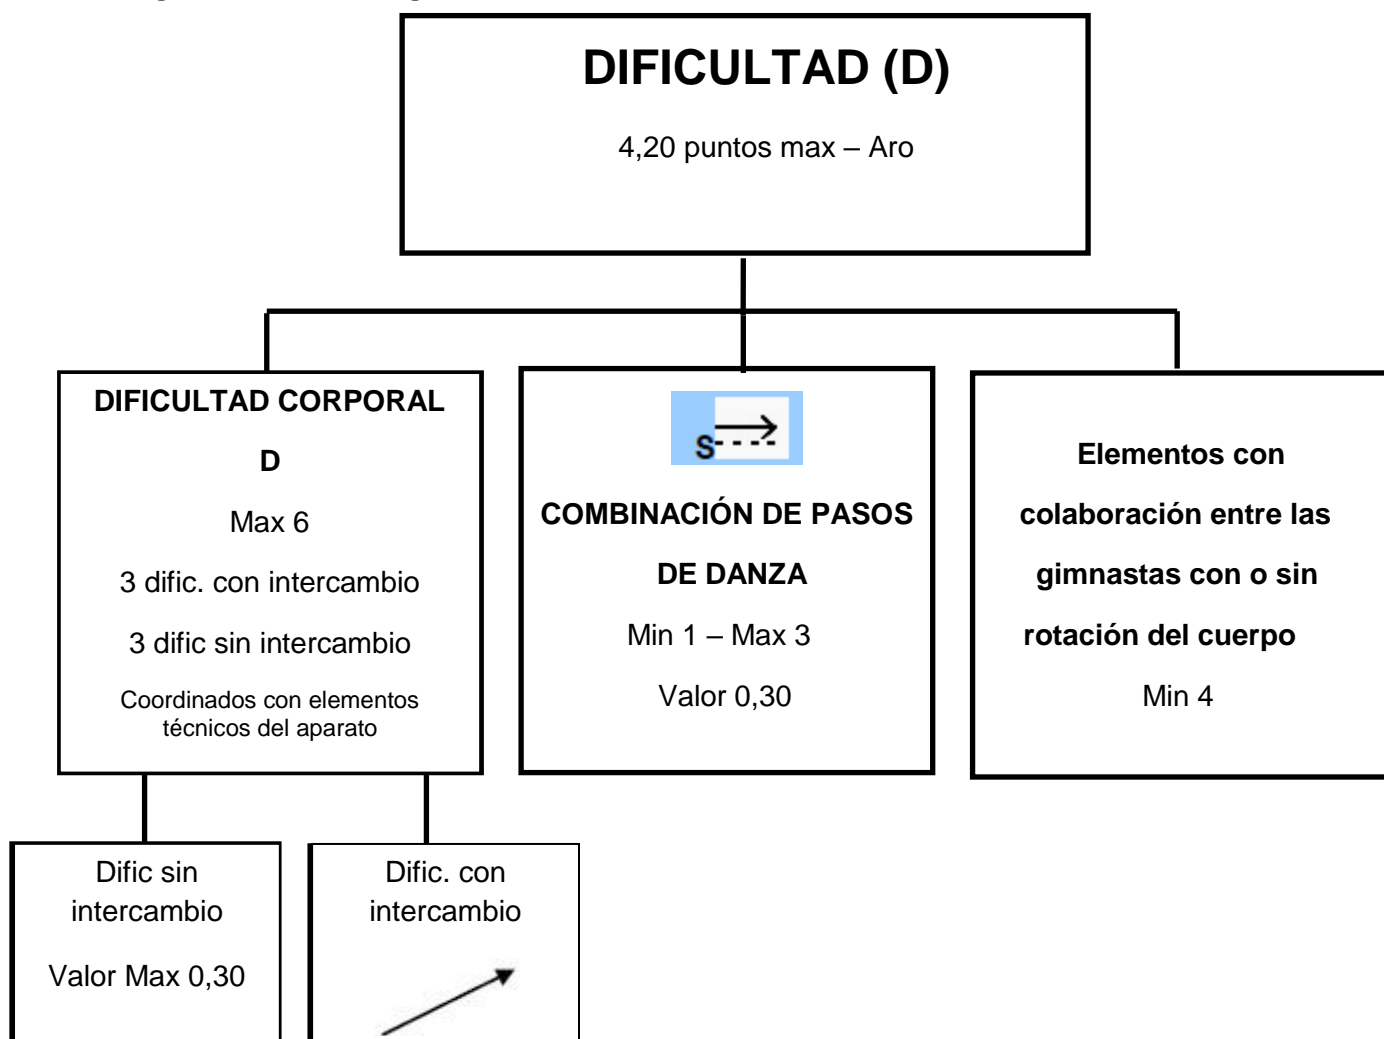 DIFICULTAD (D)
4,20 puntos max – Aro
DIFICULTAD CORPORAL
D
Max 6
3 dific. con intercambio
3 dific sin intercambio
Coordinados con elementos
técnicos del aparato
S
COMBINACIÓN DE PASOS
DE DANZA
Min 1 – Max 3
Valor 0,30
Elementos con
colaboración entre las
gimnastas con o sin
rotación del cuerpo
Min 4
Dific sin
intercambio
Valor Max 0,30
Dific. con
intercambio